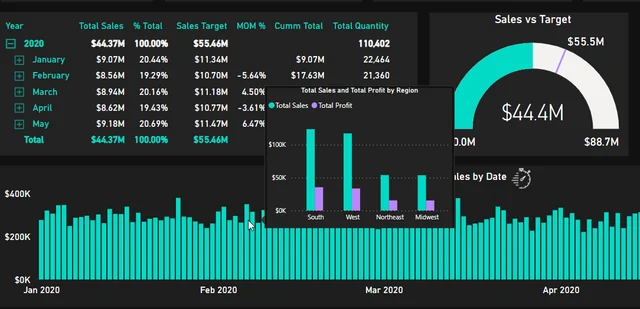 Year Total Sales % Total Sales Target MOM % Cumm Total Total Quantity
2020 $44.37M 100.00% $55.46M 110,402
January $9.07M 20.44% $11.34M $9.07M 22,464
February $8.56M 19.29% $10.70M -5.64% $17.63M 21,360
March $8.94M 20.16% $11.18M 4.50%
April $8.62M 19.43% $10.77M -3.61%
May $9.18M 20.69% $11.47M 6.47%
Total $44.37M 100.00% $55.46M
Sales vs Target
$55.5M
$44.4M
0.0M $88.7M
Total Sales and Total Profit by Region
Total Sales Total Profit
$100K
$50K
$0K
South West Northeast Midwest
les by Date
$400K
$200K
$0K
Jan 2020 Feb 2020 Mar 2020 Apr 2020